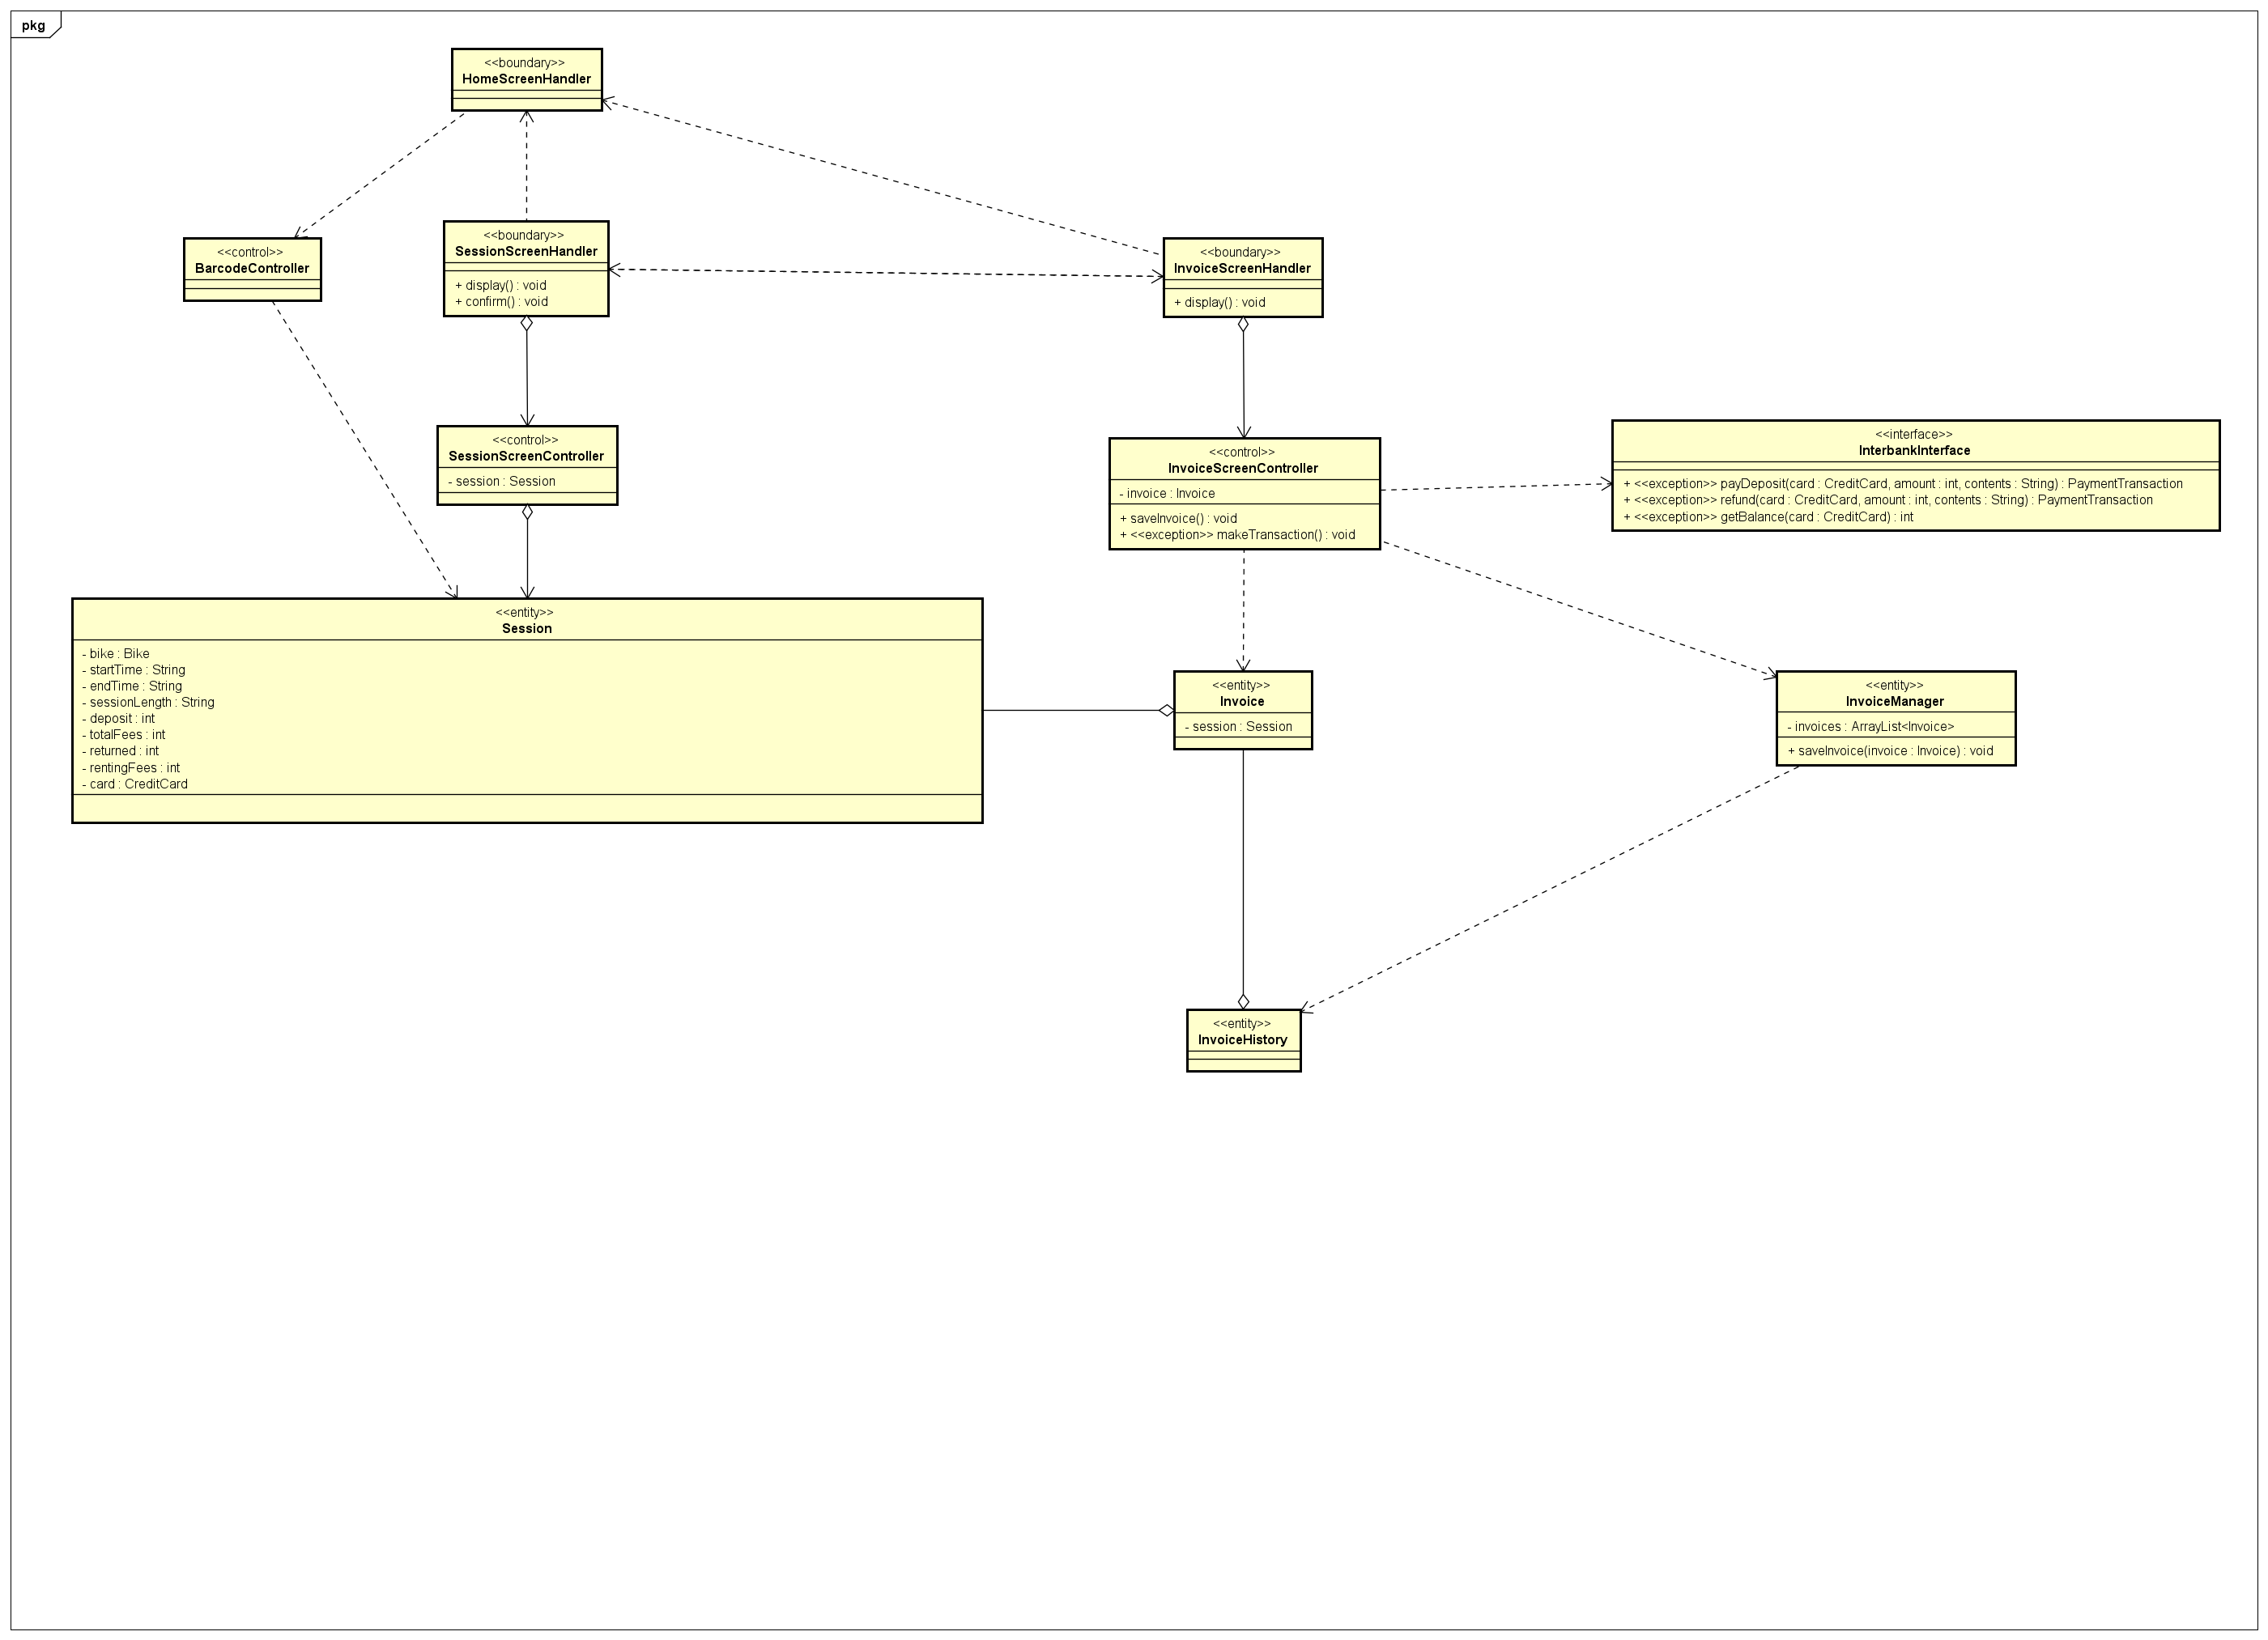 pkg
<<boundary>>
HomeScreenHandler
<<control>>
BarcodeController
<<boundary>>
SessionScreenHandler
+ display() : void
+ confirm() : void
<<boundary>>
InvoiceScreenHandler
+ display() : void
<<control>>
SessionScreenController
- session : Session
<<control>>
InvoiceScreenController
- invoice : Invoice
+ saveInvoice() : void
+ <<exception>> makeTransaction() : void
<<interface>>
InterbankInterface
+ <<exception>> payDeposit(card : CreditCard, amount : int, contents : String) : PaymentTransaction
+ <<exception>> refund(card : CreditCard, amount : int, contents : String) : PaymentTransaction
+ <<exception>> getBalance(card : CreditCard) : int
<<entity>>
Session
- bike : Bike
- startTime : String
- endTime : String
- sessionLength : String
- deposit : int
- totalFees : int
- returned : int
- rentingFees : int
- card : CreditCard
<<entity>>
Invoice
- session : Session
<<entity>>
InvoiceManager
- invoices : ArrayList<Invoice>
+ saveInvoice(invoice : Invoice) : void
<<entity>>
InvoiceHistory